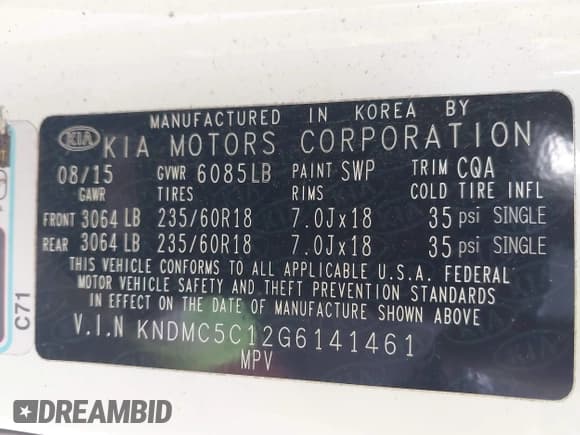 MANUFACTURED IN KOREA BY
KIA KIA MOTORS CORPORATION
08/15 GVWR 6085LB PAINT SWP TRIM CQA
GAWR TIRES RIMS COLD TIRE INFL
FRONT 3064 LB 235/60R18 7.0Jx18 35 psi SINGLE
REAR 3064 LB 235/60R18 7.0Jx18 35 psi SINGLE
THIS VEHICLE CONFORMS TO ALL APPLICABLE U.S.A. FEDERAL
MOTOR VEHICLE SAFETY AND THEFT PREVENTION STANDARDS
IN EFFECT ON THE DATE OF MANUFACTURE SHOWN ABOVE
V.I.N KNDMC5C12G6141461
MPV
C71
DREAMBID